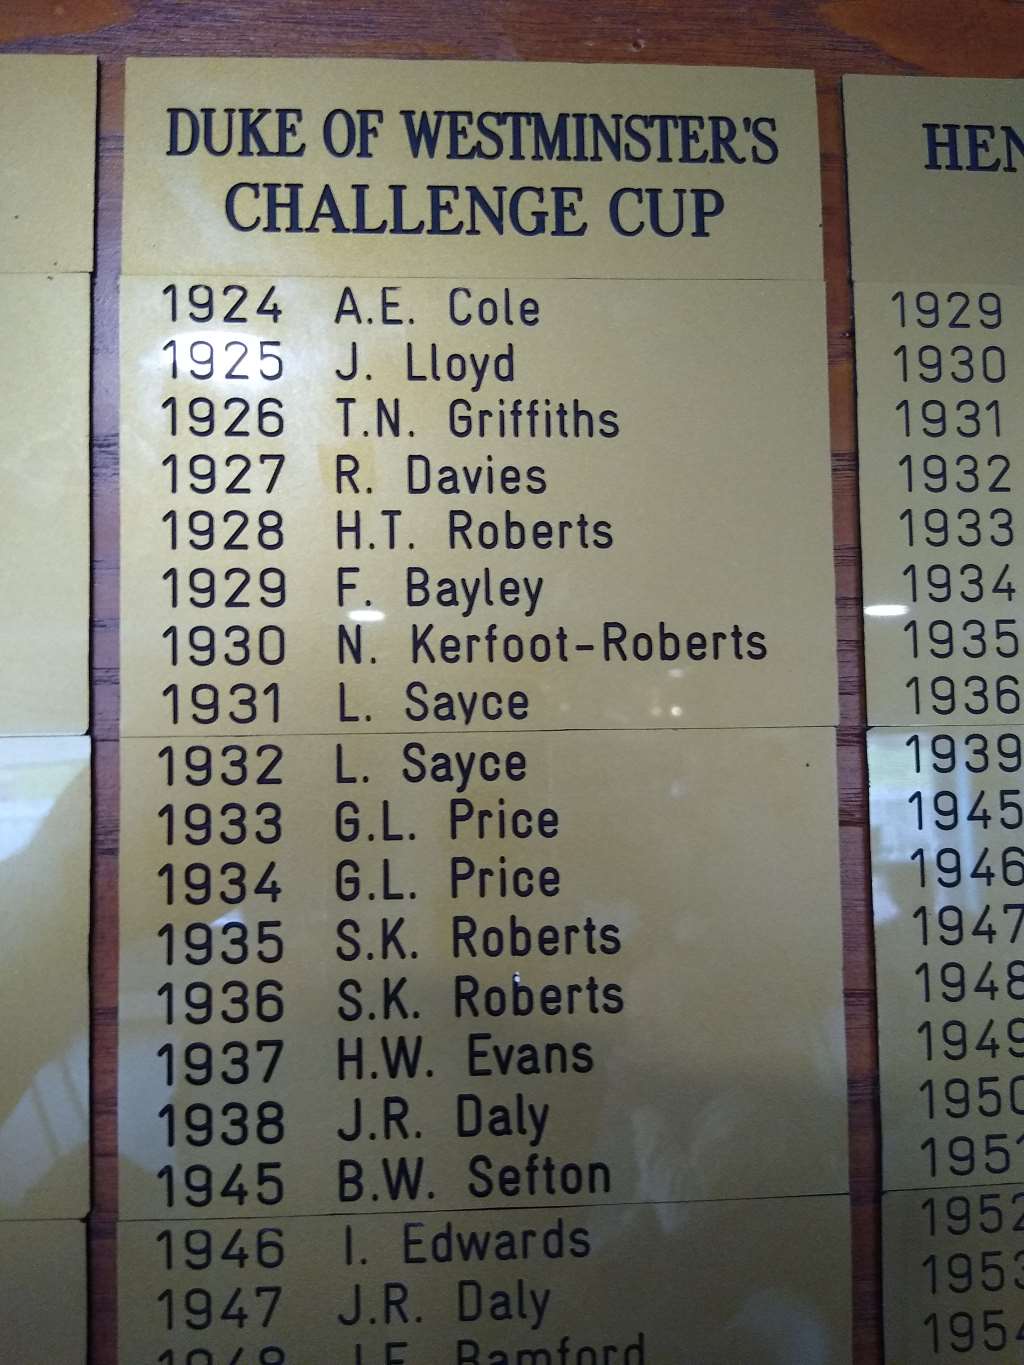 DUKE OF WESTMINSTER'S
CHALLENGE CUP
1924 A.E. Cole
1925 J. Lloyd
1926 T.N. Griffiths
1927 R. Davies
1928 H.T. Roberts
1929 F. Bayley
1930 N. Kerfoot-Roberts
1931 L. Sayce
1932 L. Sayce
1933 G.L. Price
1934 G.L. Price
1935 S.K. Roberts
1936 S.K. Roberts
1937 H.W. Evans
1938 J.R. Daly
1945 B.W. Sefton
1946 I. Edwards
1947 J.R. Daly
1948 Bamford
HEN
1929
1930
1931
1932
1933
1934
1935
1936
1939
1945
1946
1947
1948
1949
1950
1951
1952
1953
1954